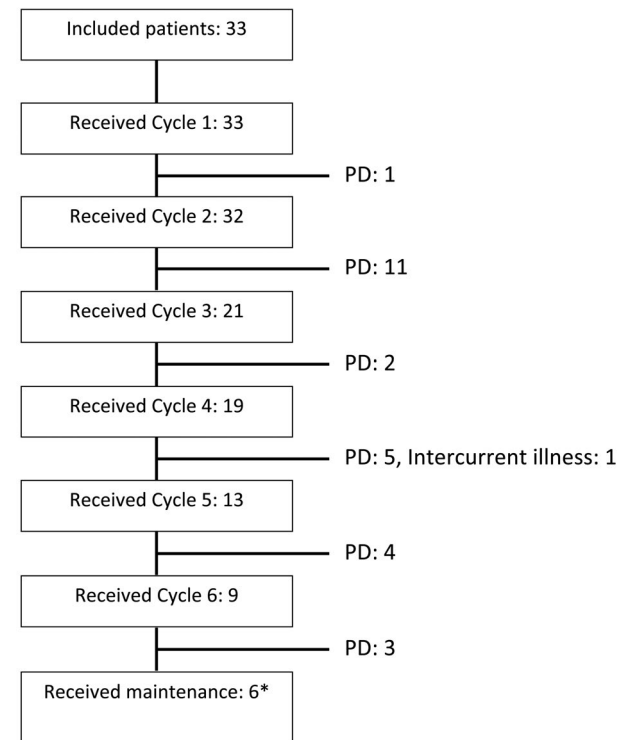 Included patients: 33
Received Cycle 1: 33
PD: 1
Received Cycle 2: 32
PD: 11
Received Cycle 3: 21
PD: 2
Received Cycle 4: 19
PD: 5, Intercurrent illness: 1
Received Cycle 5: 13
PD: 4
Received Cycle 6: 9
PD: 3
Received maintenance: 6*